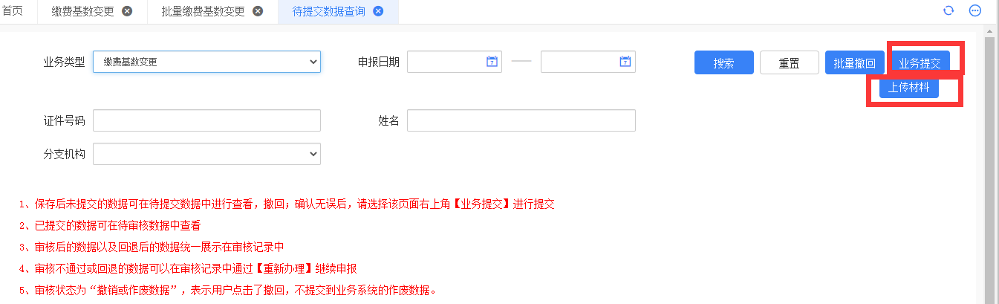 首页 缴费基数变更 批量缴费基数变更 待提交数据查询
业务类型 缴费基数变更 申报日期 7 — 7 搜索 重置 批量撤回 业务提交
上传材料
证件号码 姓名
分支机构
1、保存后未提交的数据可在待提交数据中进行查看，撤回；确认无误后，请选择该页面右上角【业务提交】进行提交
2、已提交的数据可在待审核数据中查看
3、审核后的数据以及回退后的数据统一展示在审核记录中
4、审核不通过或回退的数据可以在审核记录中通过【重新办理】继续申报
5、审核状态为“撤销或作废数据”，表示用户点击了撤回，不提交到业务系统的作废数据。